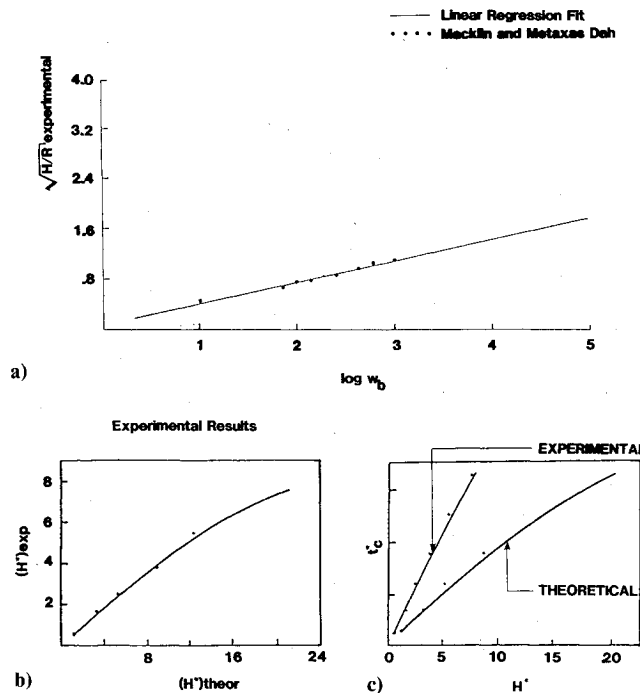 Linear Regression Fit
Macklin and Metaxas Dah
√H/R experimental
4.0
3.2
2.4
1.6
.8
1 2 3 4 5
log w_b
a)
Experimental Results
(H*)exp
8
6
4
2
8 16 24
(H*)theor
b)
EXPERIMENTAL
t*c
THEORETICAL
0 5 10 15 20
H*
c)